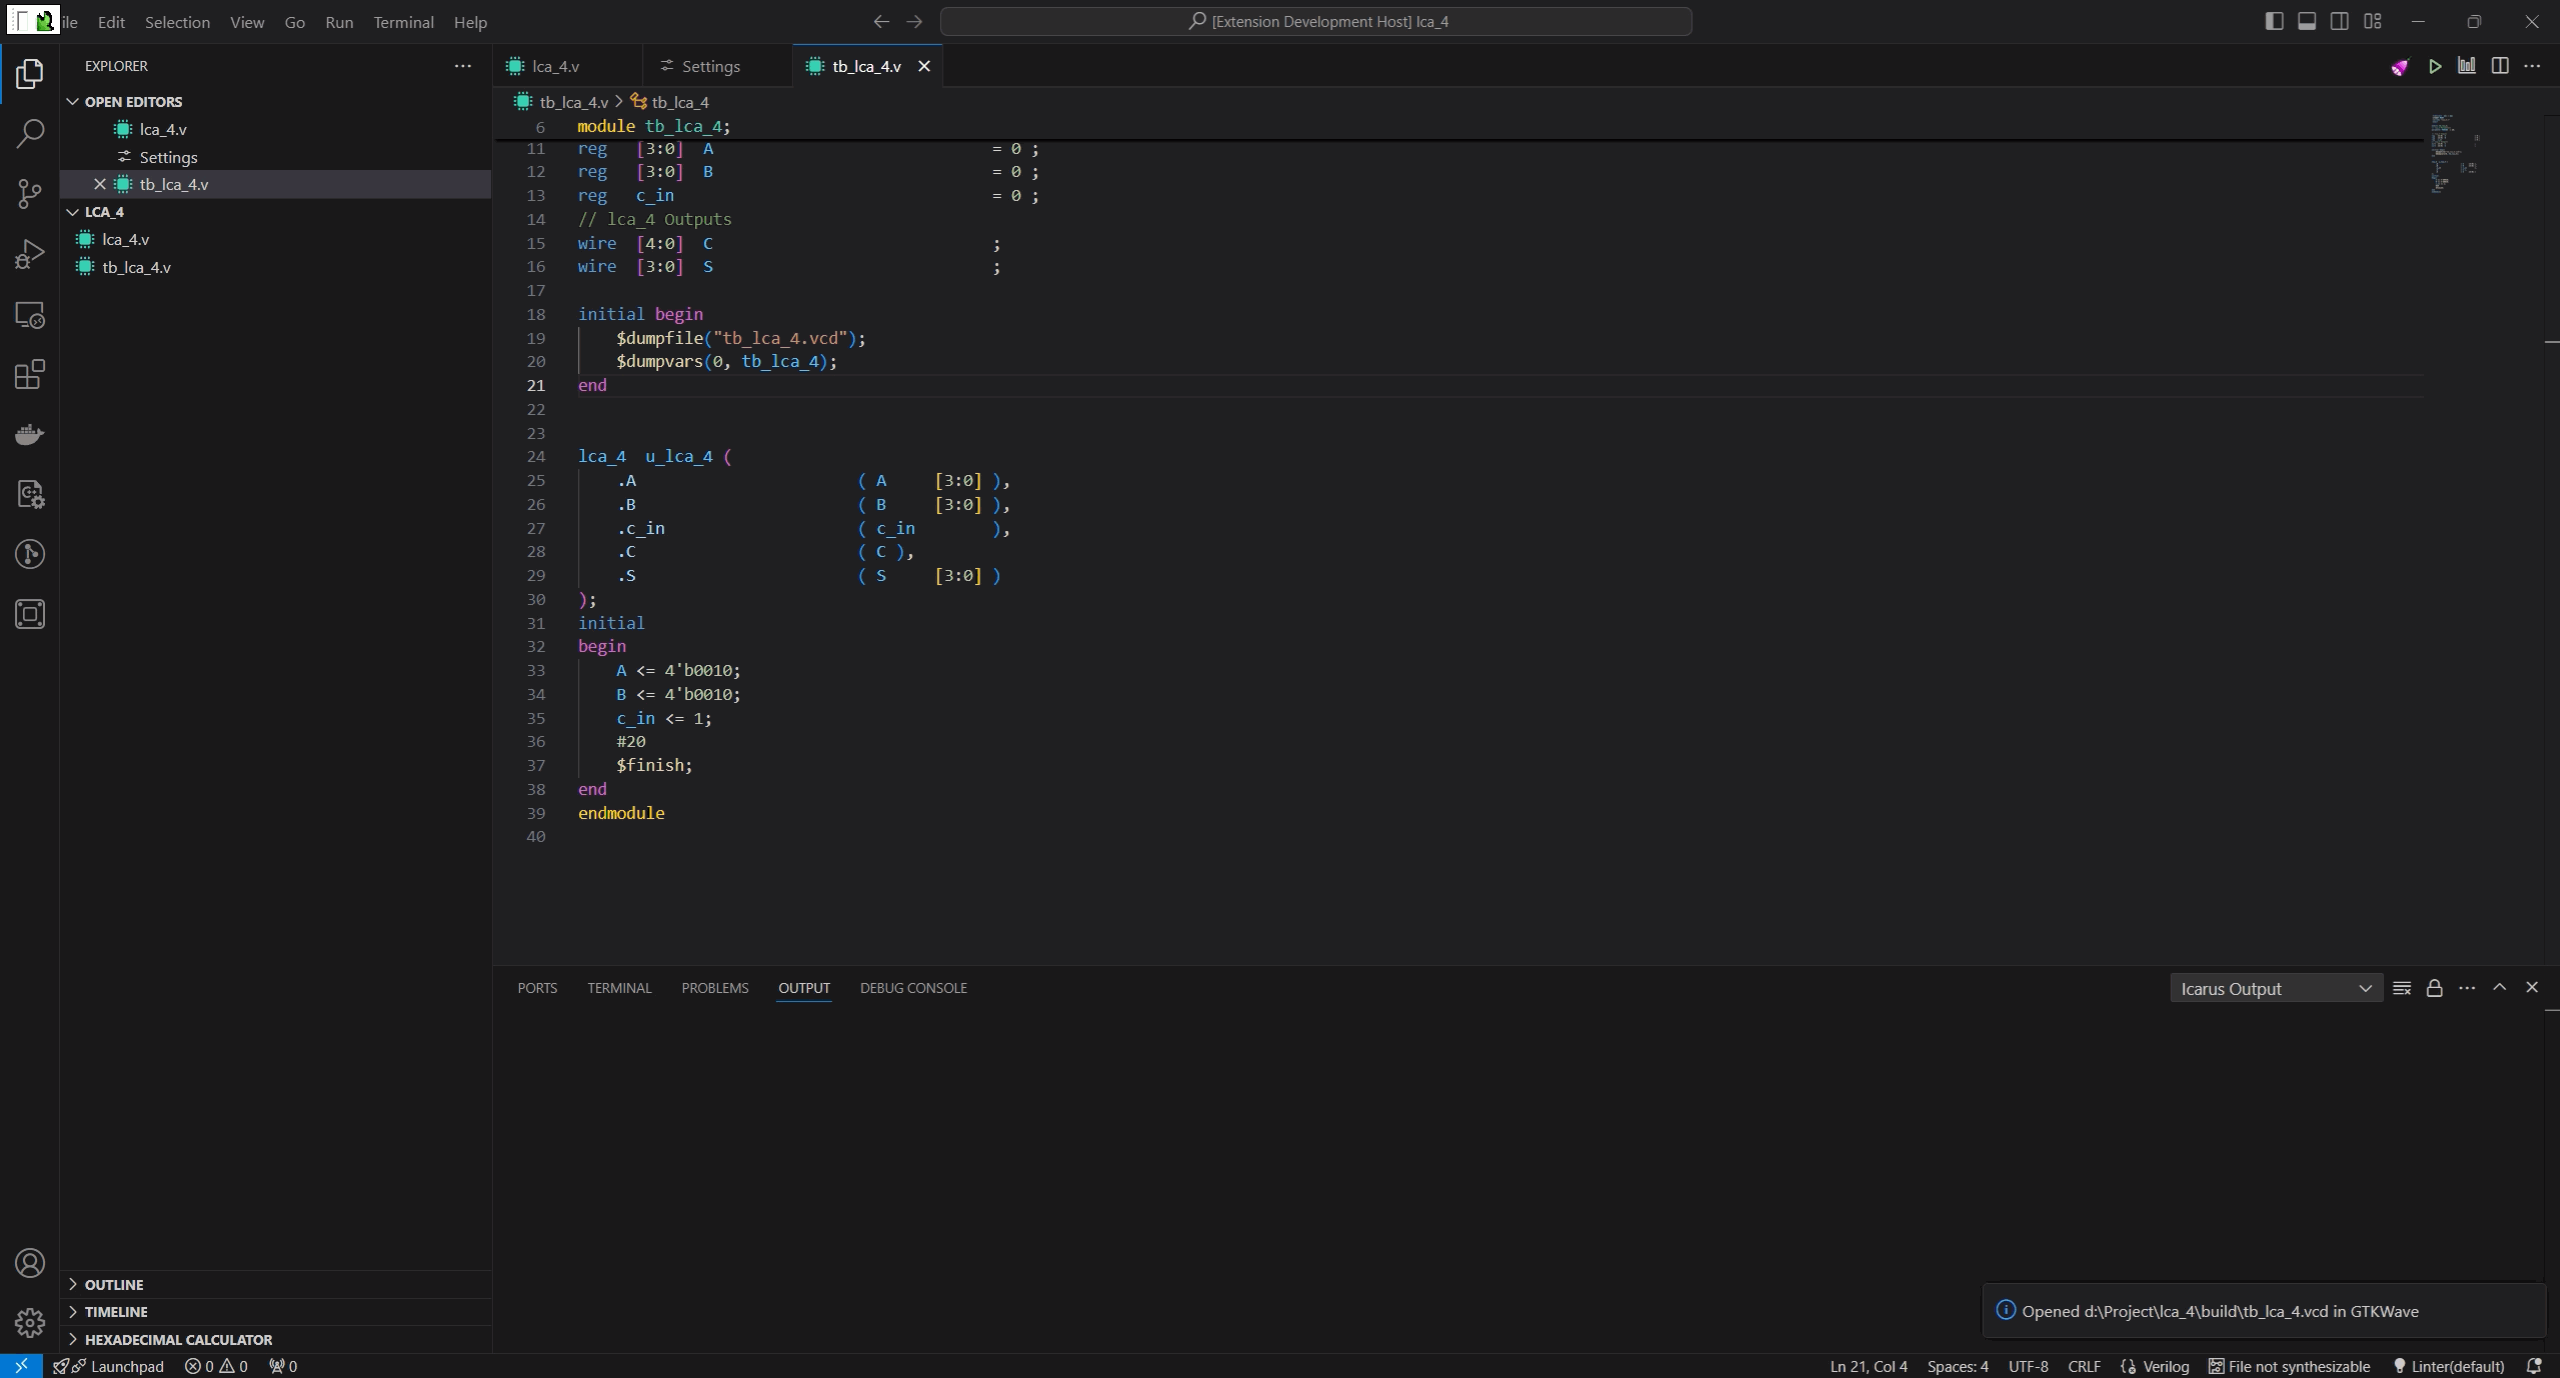 ile Edit Selection View Go Run Terminal Help
[Extension Development Host] lca_4
EXPLORER
OPEN EDITORS
lca_4.v
Settings
tb_lca_4.v
LCA_4
lca_4.v
tb_lca_4.v
OUTLINE
TIMELINE
HEXADECIMAL CALCULATOR
lca_4.v Settings tb_lca_4.v
tb_lca_4.v > tb_lca_4
6 module tb_lca_4;
11 reg [3:0] A = 0 ;
12 reg [3:0] B = 0 ;
13 reg c_in = 0 ;
14 // lca_4 Outputs
15 wire [4:0] C ;
16 wire [3:0] S ;
17
18 initial begin
19 $dumpfile("tb_lca_4.vcd");
20 $dumpvars(0, tb_lca_4);
21 end
22
23
24 lca_4 u_lca_4 (
25 .A ( A [3:0] ),
26 .B ( B [3:0] ),
27 .c_in ( c_in ),
28 .C ( C ),
29 .S ( S [3:0] )
30 );
31 initial
32 begin
33 A <= 4'b0010;
34 B <= 4'b0010;
35 c_in <= 1;
36 #20
37 $finish;
38 end
39 endmodule
40
PORTS TERMINAL PROBLEMS OUTPUT DEBUG CONSOLE
Icarus Output
Opened d:\Project\lca_4\build\tb_lca_4.vcd in GTKWave
Launchpad 0 0 0
Ln 21, Col 4 Spaces: 4 UTF-8 CRLF Verilog File not synthesizable Linter(default)